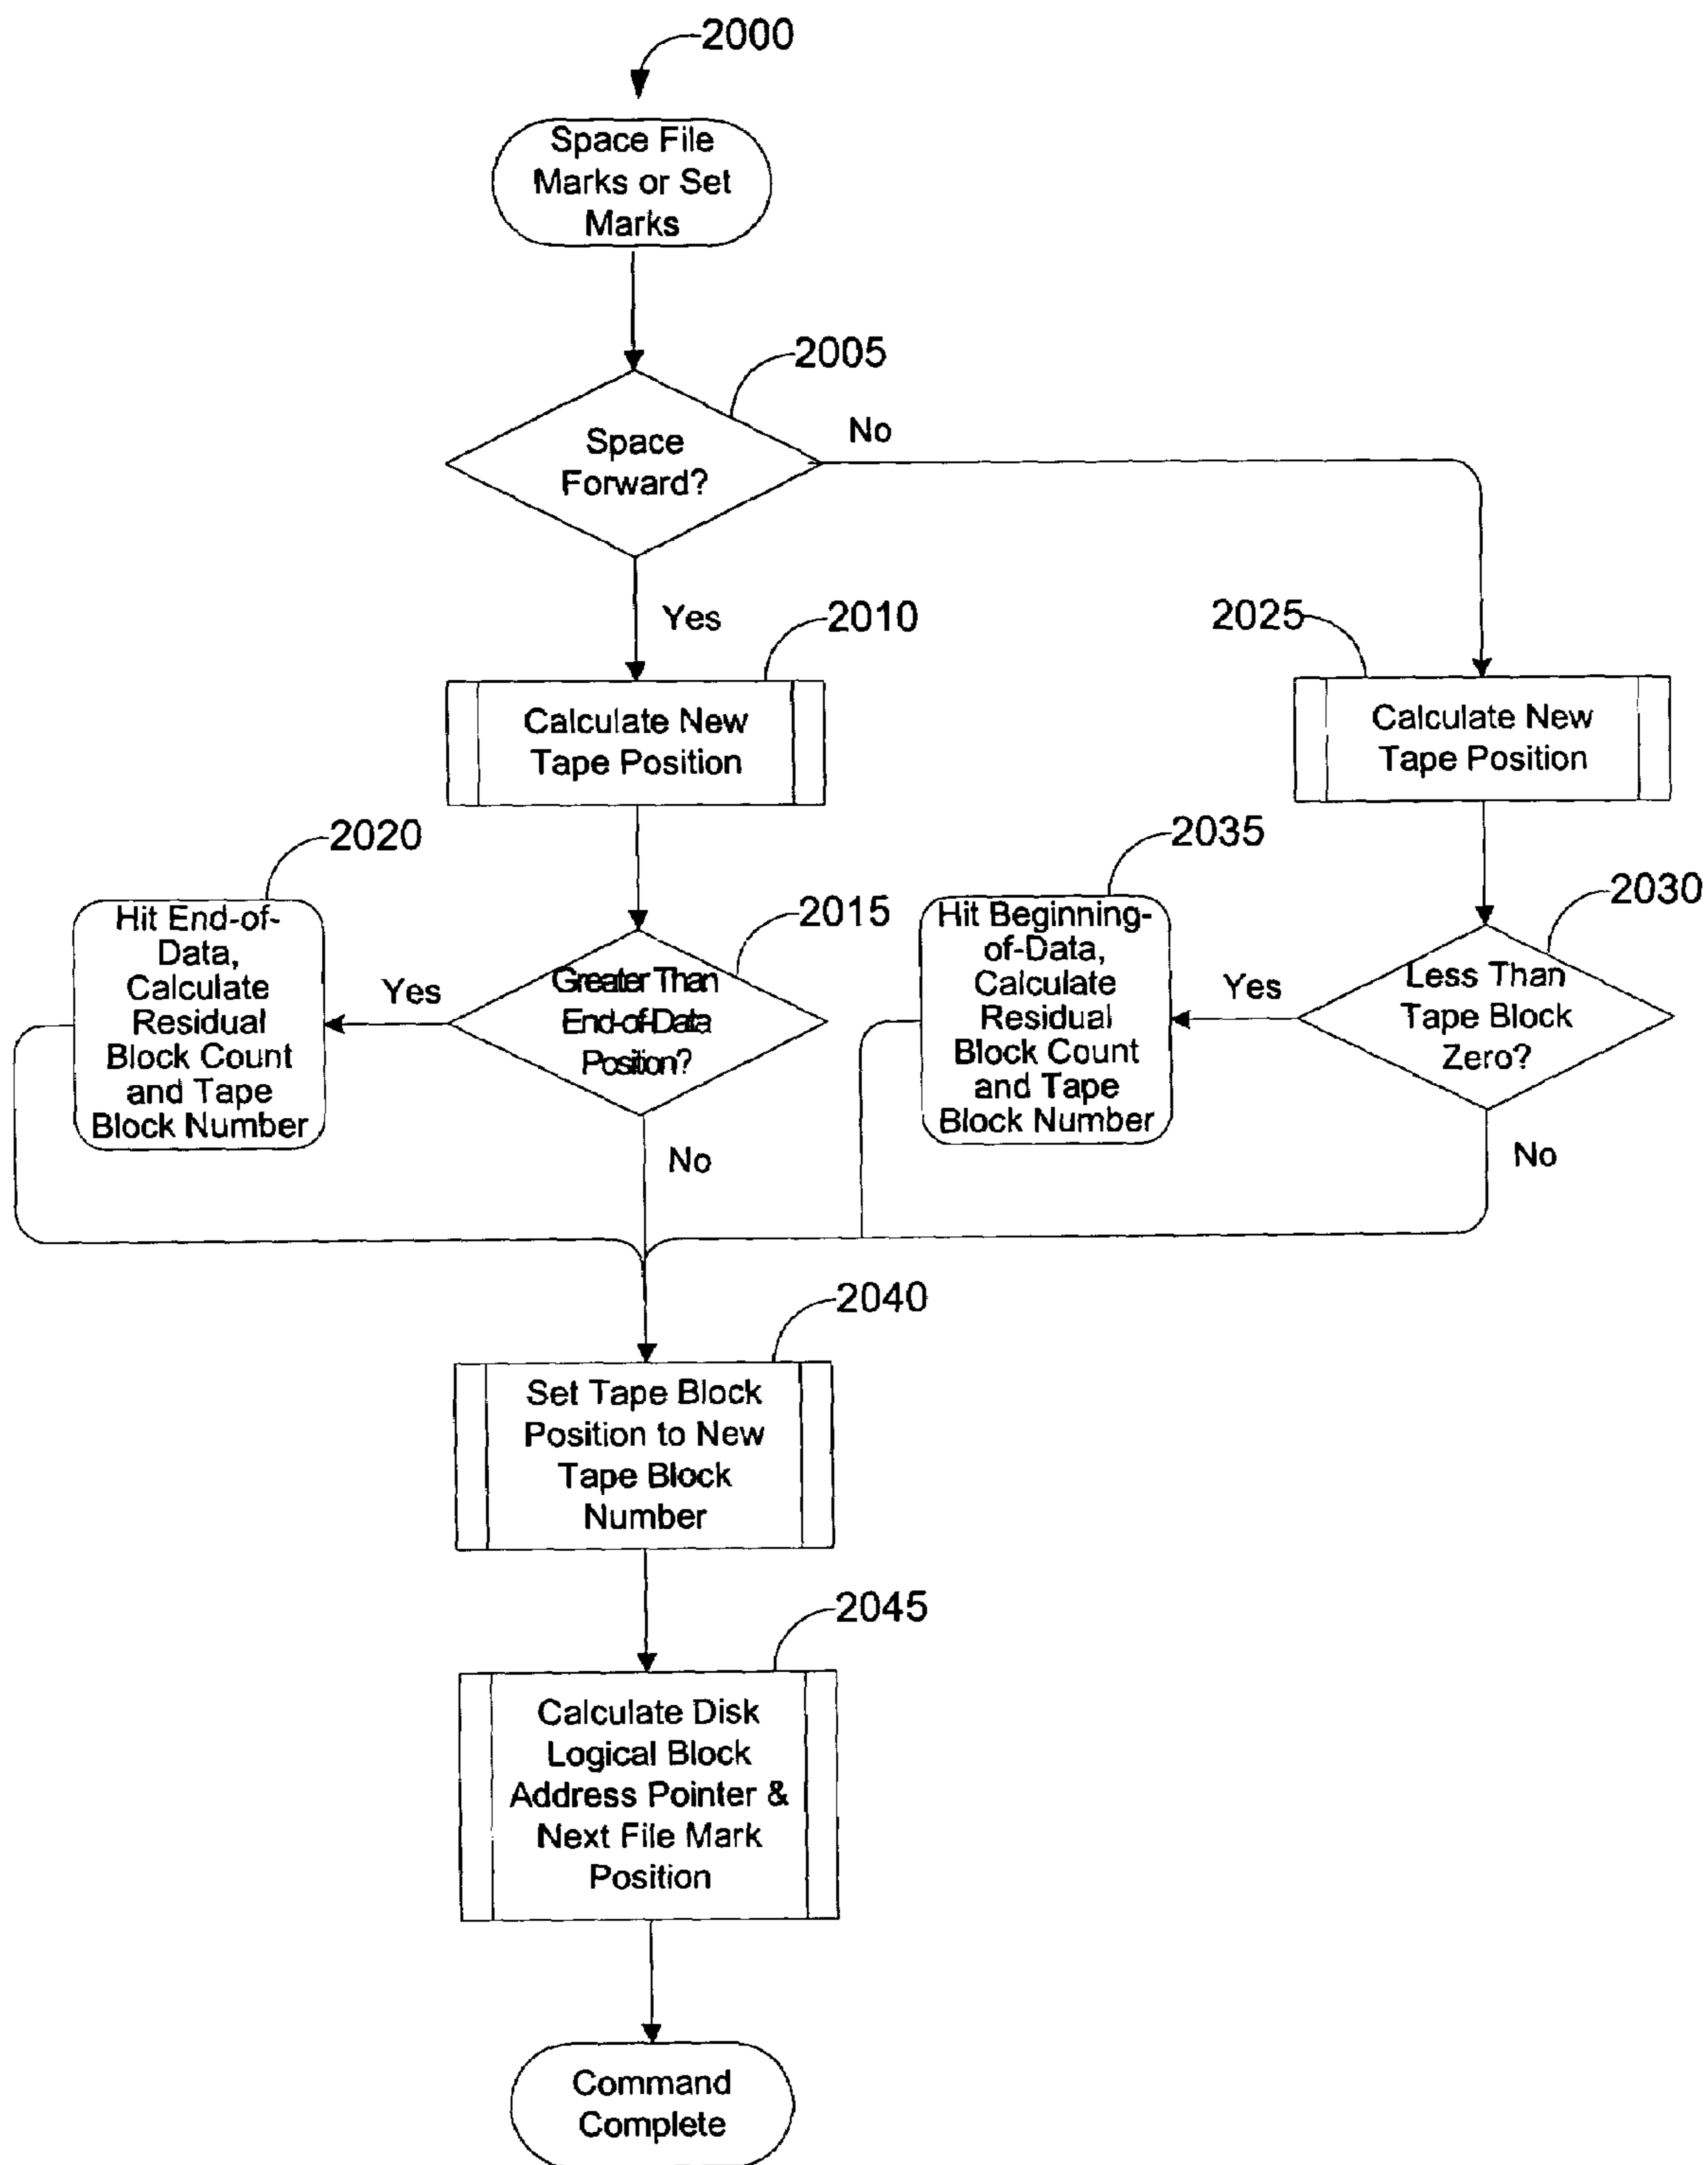 2000
Space File
Marks or Set
Marks
2005
Space
Forward?
No
Yes
2010
Calculate New
Tape Position
2025
Calculate New
Tape Position
2020
Hit End-of-
Data,
Calculate
Residual
Block Count
and Tape
Block Number
Yes
2015
Greater Than
End-of-Data
Position?
No
2035
Hit Beginning-
of-Data,
Calculate
Residual
Block Count
and Tape
Block Number
Yes
2030
Less Than
Tape Block
Zero?
No
2040
Set Tape Block
Position to New
Tape Block
Number
2045
Calculate Disk
Logical Block
Address Pointer &
Next File Mark
Position
Command
Complete